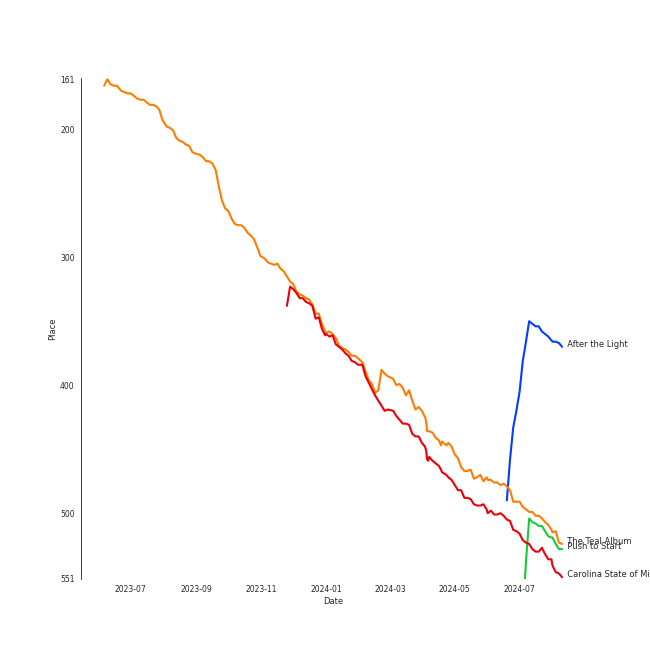 161
200
300
400
500
551
Place
2023-07
2023-09
2023-11
2024-01
2024-03
2024-05
2024-07
Date
After the Light
The Teal Album
Push to Start
Carolina State of Mi